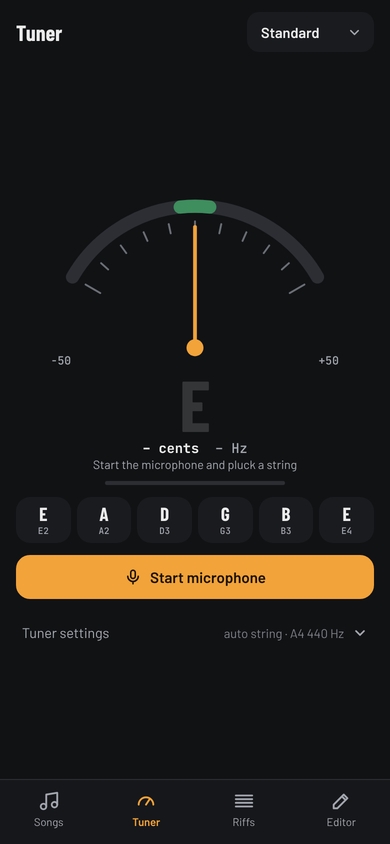 Tuner
Standard
-50
+50
E
– cents – Hz
Start the microphone and pluck a string
E A D G B E
E2 A2 D3 G3 B3 E4
Start microphone
Tuner settings auto string · A4 440 Hz
Songs Tuner Riffs Editor